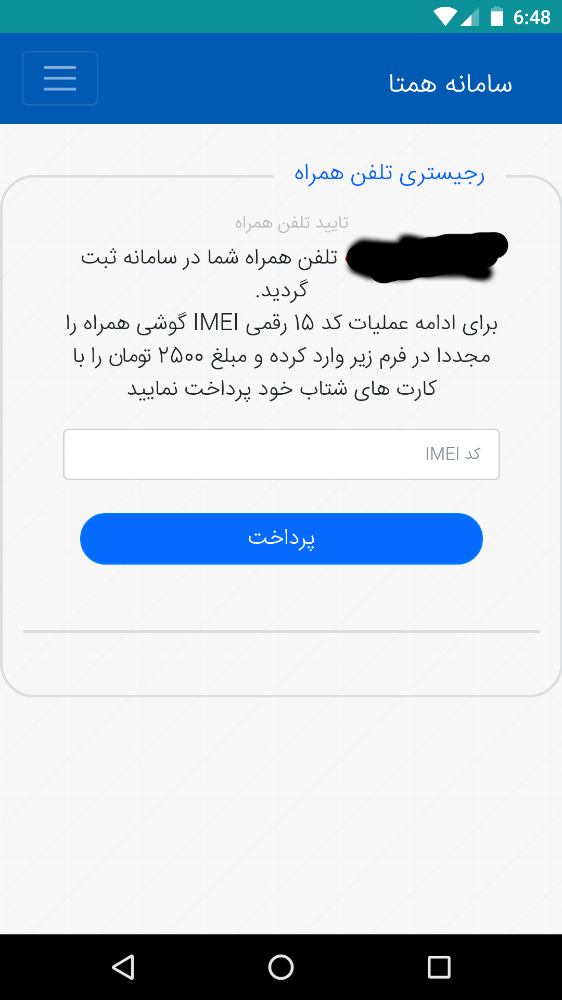 6:48
سامانه همتا
رجیستری تلفن همراه
تایید تلفن همراه
تلفن همراه شما در سامانه ثبت
گردید.
برای ادامه عملیات کد ۱۵ رقمی IMEI گوشی همراه را
مجددا در فرم زیر وارد کرده و مبلغ ۲۵۰۰ تومان را با
کارت های شتاب خود پرداخت نمایید
کد IMEI
پرداخت